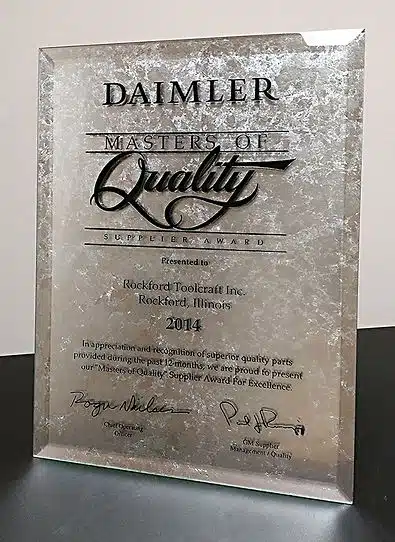 DAIMLER
MASTERS OF
Quality
SUPPLIER AWARD
Presented to
Rockford Toolcraft Inc.
Rockford, Illinois
2014
In appreciation and recognition of superior quality parts
provided during the past 12 months, we are proud to present
our "Masters of Quality" Supplier Award For Excellence.
Chief Operating
Officer
GM Supplier
Management / Quality